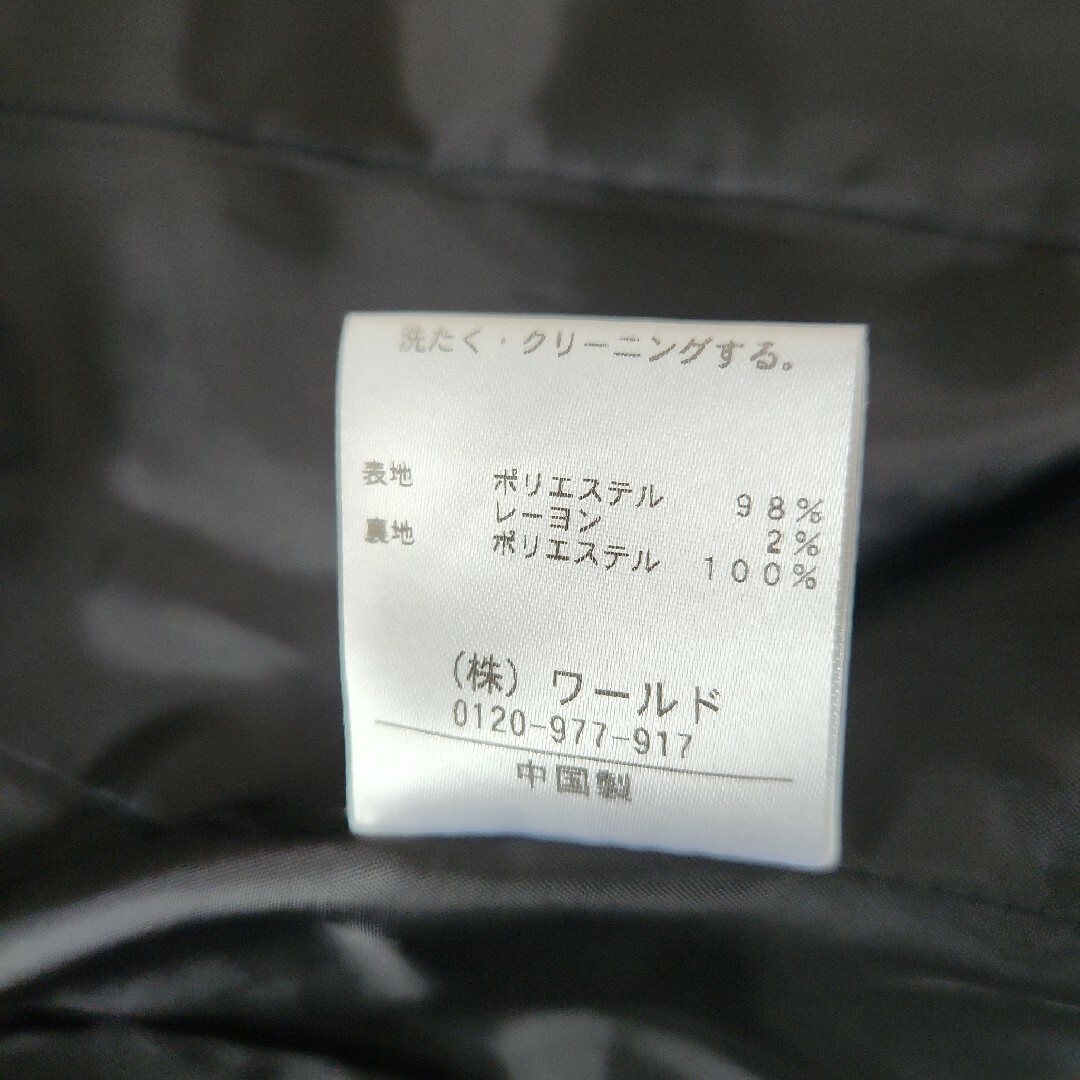 洗たく・クリーニングする。
表地 ポリエステル 98%
レーヨン 2%
裏地 ポリエステル 100%
(株) ワールド
0120-977-917
中国製